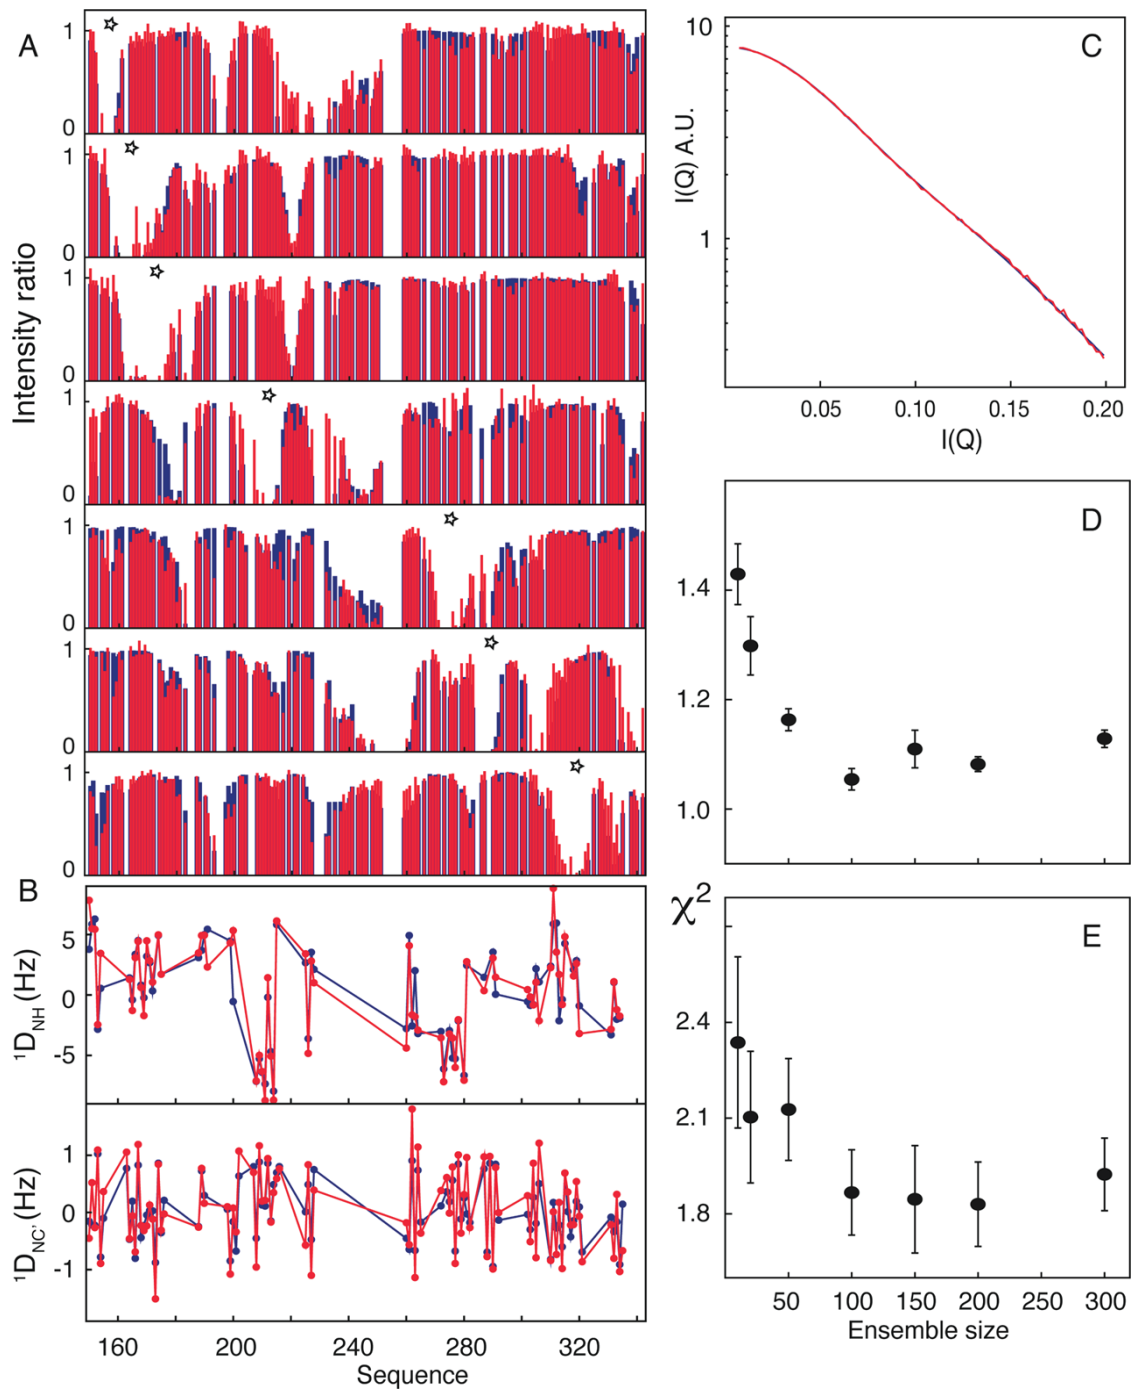 A
1
0
1
0
1
0
1
0
1
0
1
0
1
0
Intensity ratio
B
5
0
-5
¹D_NH (Hz)
1
0
-1
¹D_NC' (Hz)
160 200 240 280 320
Sequence
C
10
1
I(Q) A.U.
0.05 0.10 0.15 0.20
I(Q)
D
1.4
1.2
1.0
χ²
E
2.4
2.1
1.8
50 100 150 200 250 300
Ensemble size